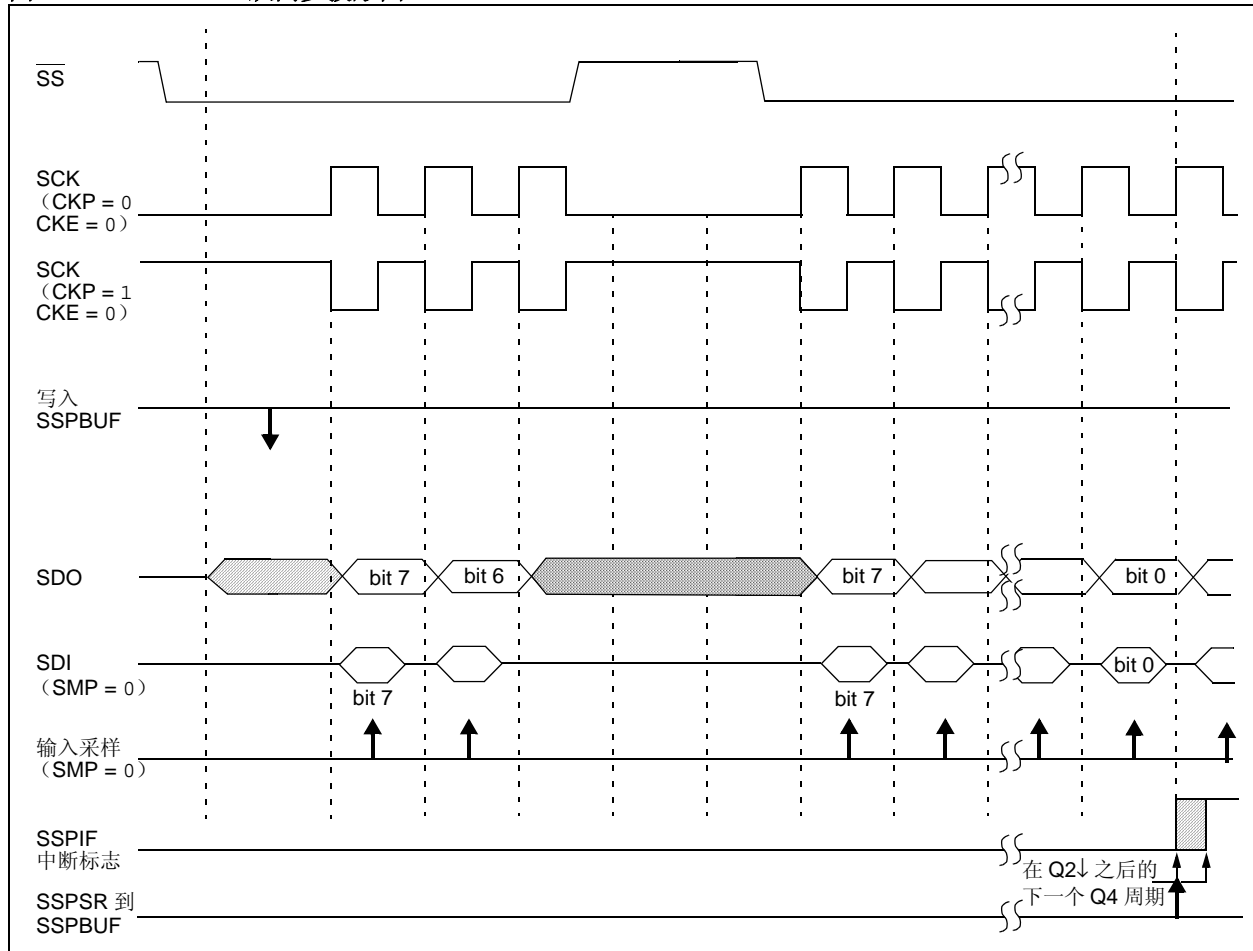 SS
SCK
（CKP = 0
CKE = 0）
SCK
（CKP = 1
CKE = 0）
写入
SSPBUF
SDO
bit 7
bit 6
bit 7
bit 0
SDI
（SMP = 0）
bit 7
bit 7
bit 0
输入采样
（SMP = 0）
SSPIF
中断标志
在 Q2↓ 之后的
下一个 Q4 周期
SSPSR 到
SSPBUF